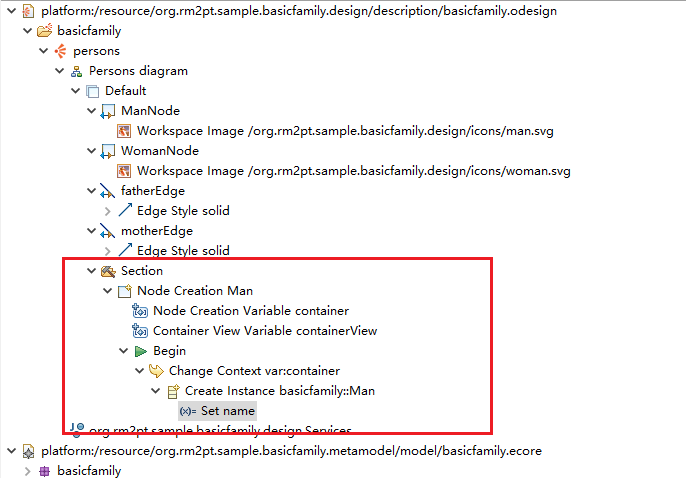 platform:/resource/org.rm2pt.sample.basicfamily.design/description/basicfamily.odesign
basicfamily
persons
Persons diagram
Default
ManNode
Workspace Image /org.rm2pt.sample.basicfamily.design/icons/man.svg
WomanNode
Workspace Image /org.rm2pt.sample.basicfamily.design/icons/woman.svg
fatherEdge
Edge Style solid
motherEdge
Edge Style solid
Section
Node Creation Man
Node Creation Variable container
Container View Variable containerView
Begin
Change Context var:container
Create Instance basicfamily::Man
Set name
org.rm2pt.sample.basicfamily.design.Services
platform:/resource/org.rm2pt.sample.basicfamily.metamodel/model/basicfamily.ecore
basicfamily